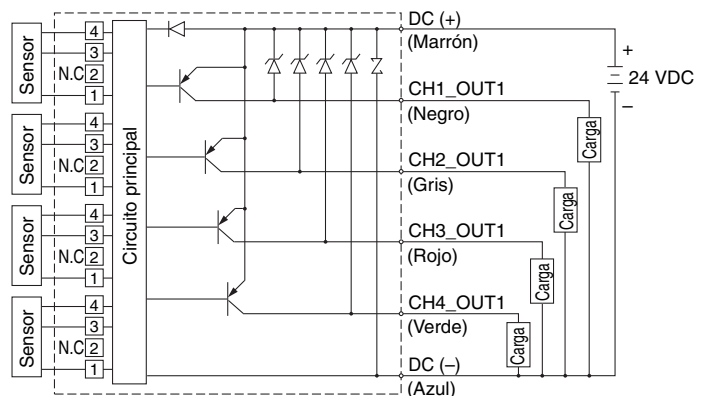 Sensor
4
3
N.C 2
1
Sensor
4
3
N.C 2
1
Sensor
4
3
N.C 2
1
Sensor
4
3
N.C 2
1
Circuito principal
DC (+)
(Marrón)
CH1_OUT1
(Negro)
CH2_OUT1
(Gris)
CH3_OUT1
(Rojo)
CH4_OUT1
(Verde)
DC (–)
(Azul)
Carga
Carga
Carga
Carga
+
24 VDC
–